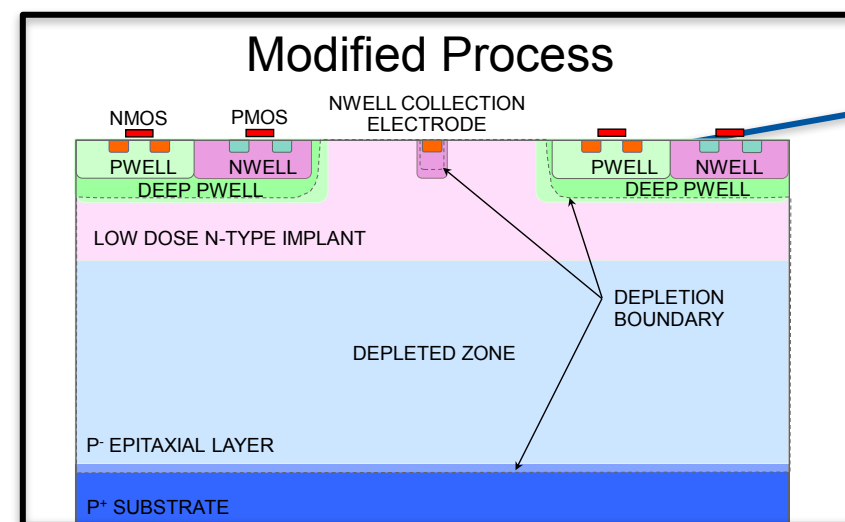 Modified Process
NWELL COLLECTION
ELECTRODE
NMOS
PMOS
PWELL
NWELL
DEEP PWELL
PWELL
NWELL
DEEP PWELL
LOW DOSE N-TYPE IMPLANT
DEPLETION
BOUNDARY
DEPLETED ZONE
P- EPITAXIAL LAYER
P+ SUBSTRATE